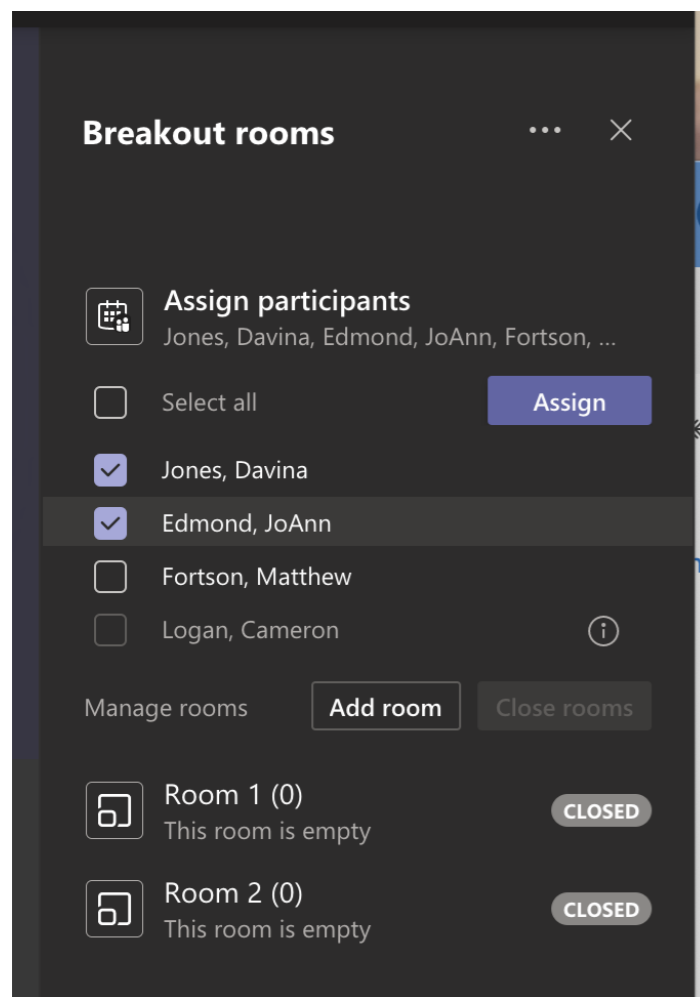 Breakout rooms
Assign participants
Jones, Davina, Edmond, JoAnn, Fortson, ...
Select all
Assign
Jones, Davina
Edmond, JoAnn
Fortson, Matthew
Logan, Cameron
Manage rooms
Add room
Close rooms
Room 1 (0)
This room is empty
CLOSED
Room 2 (0)
This room is empty
CLOSED